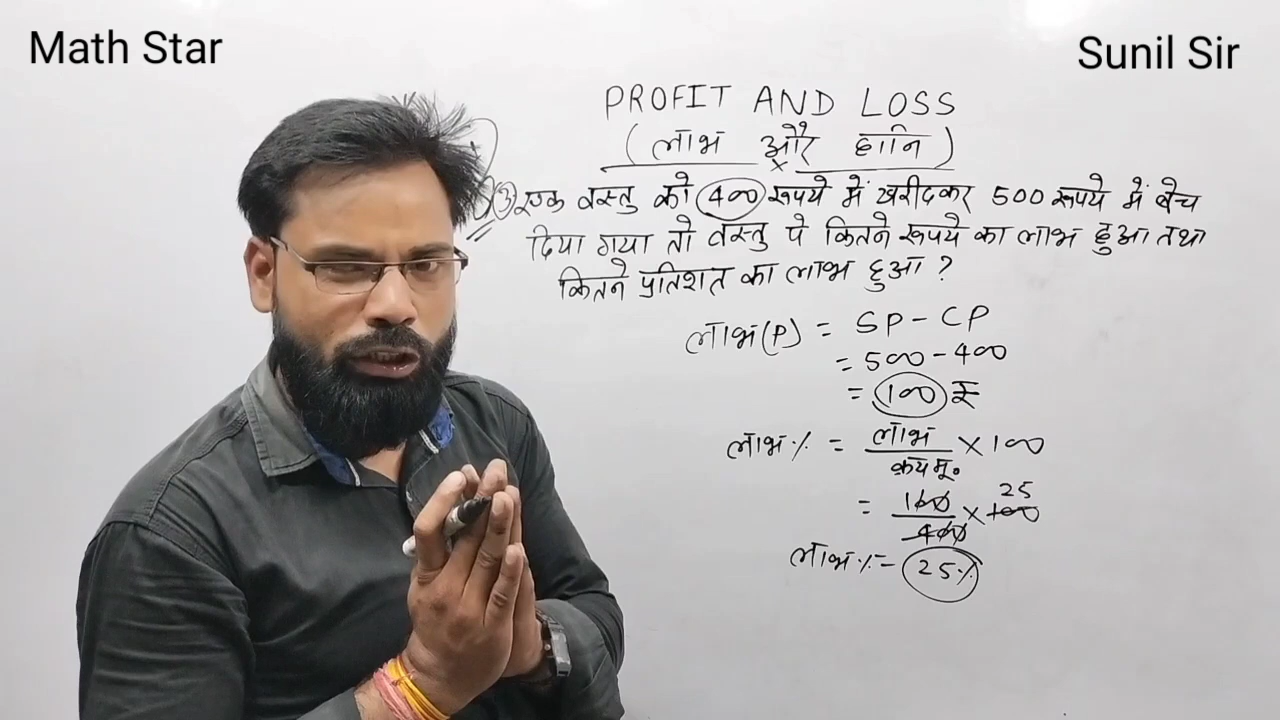 Math Star
Sunil Sir
PROFIT AND LOSS
(लाभ और हानि)
③ एक वस्तु को 400 रूपये में खरीदकर 500 रूपये में बेच
दिया गया तो वस्तु पे कितने रूपये का लाभ हुआ तथा
कितने प्रतिशत का लाभ हुआ ?
लाभ(P) = SP - CP
= 500 - 400
= 100 ₹
लाभ% = लाभ/क्रय मू. × 100
= 100/400 × 100 25
लाभ% = 25%